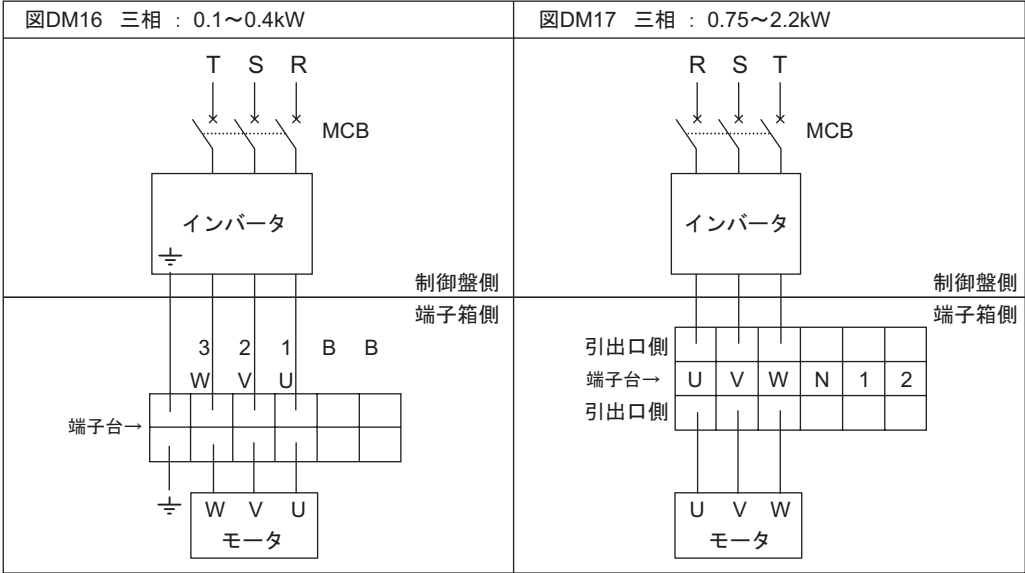 図DM16 三相 : 0.1～0.4kW
T S R
MCB
インバータ
制御盤側
端子箱側
3 2 1 B B
W V U
端子台→
W V U
モータ
図DM17 三相 : 0.75～2.2kW
R S T
MCB
インバータ
制御盤側
端子箱側
引出口側
端子台→ U V W N 1 2
引出口側
U V W
モータ